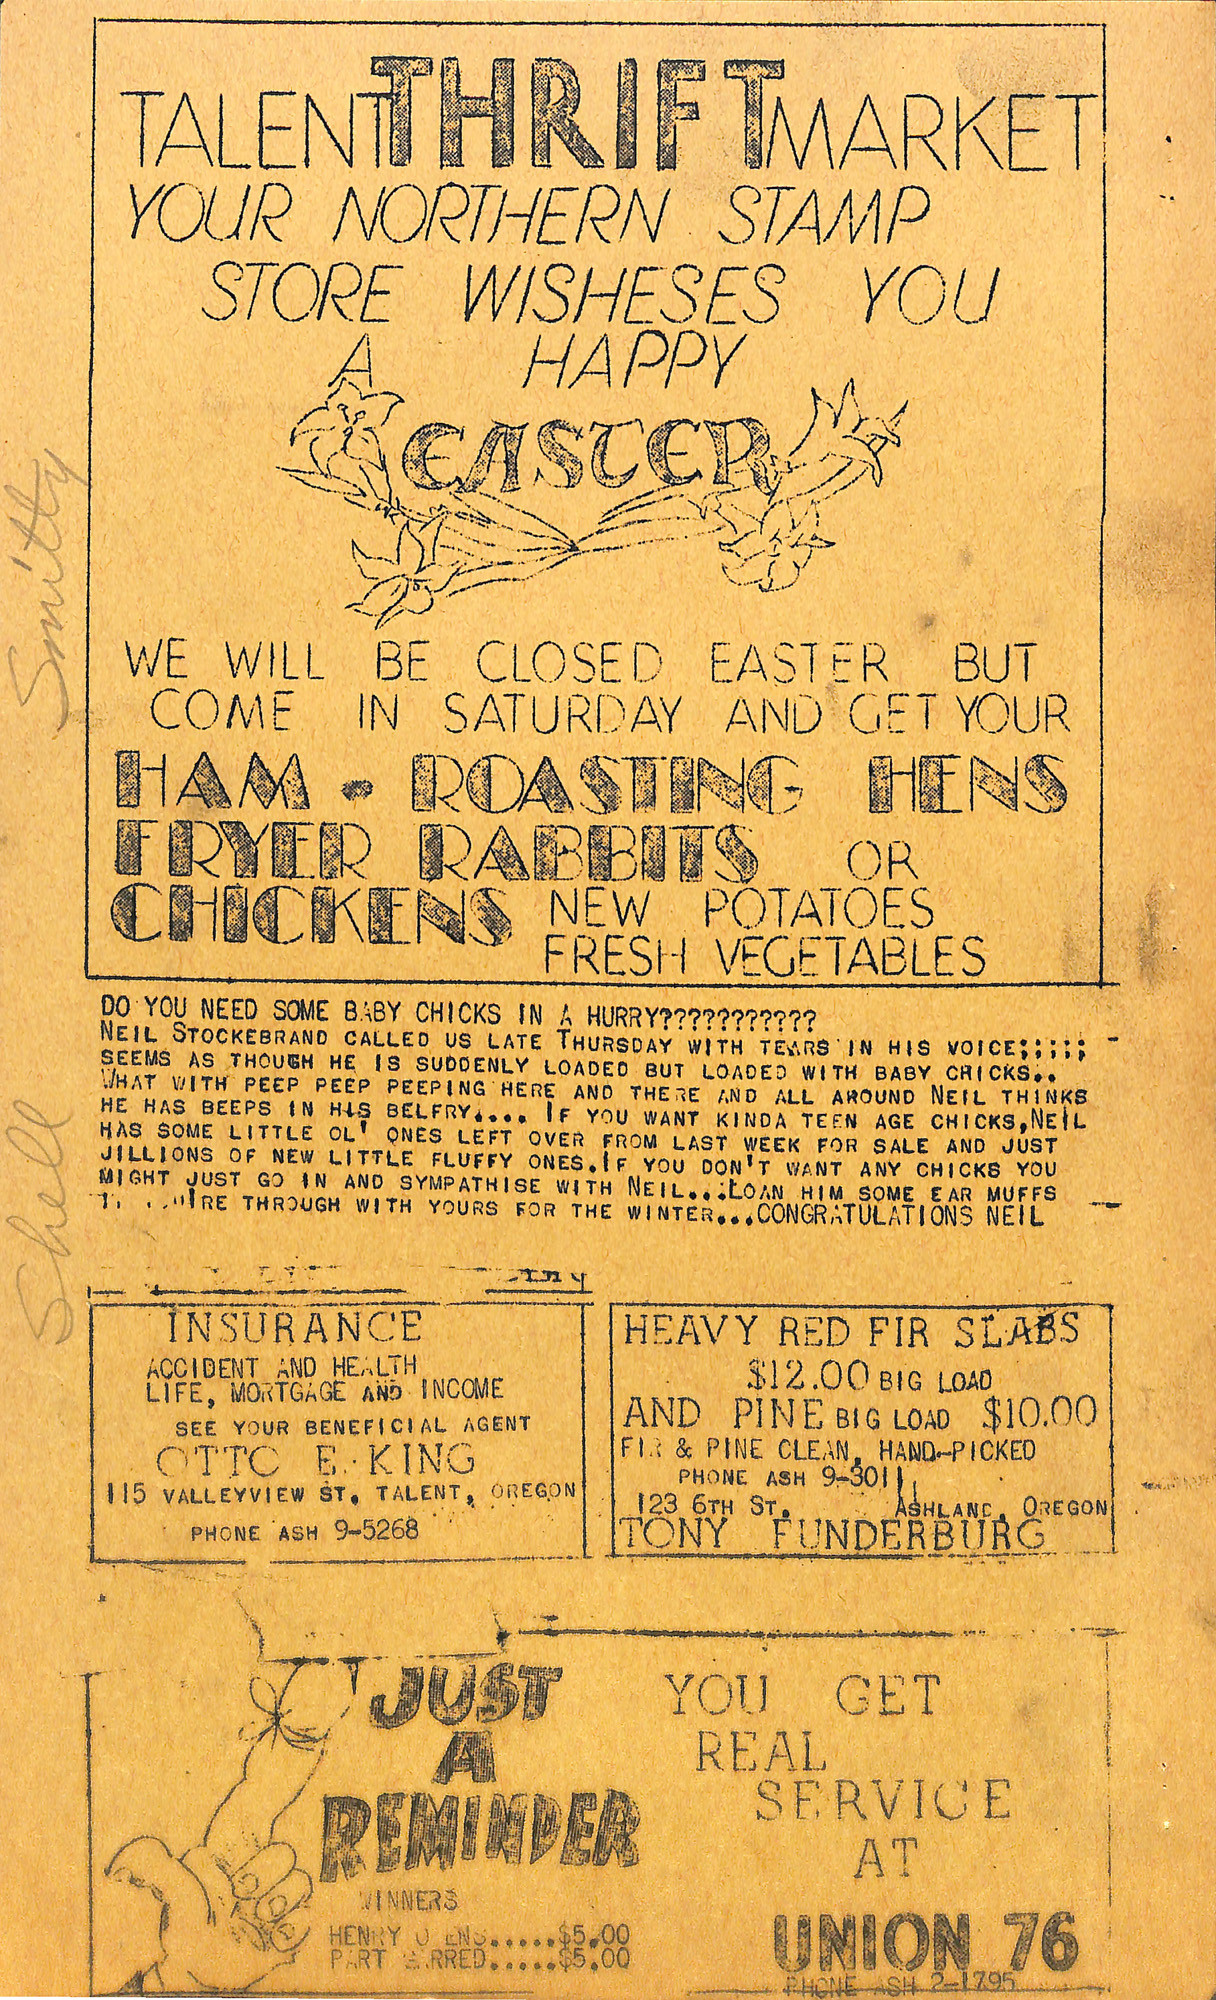 TALENT THRIFT MARKET
YOUR NORTHERN STAMP
STORE WISHESES YOU
A HAPPY
EASTER
WE WILL BE CLOSED EASTER BUT
COME IN SATURDAY AND GET YOUR
HAM - ROASTING HENS
FRYER RABBITS OR
CHICKENS NEW POTATOES
FRESH VEGETABLES
Smitty
DO YOU NEED SOME BABY CHICKS IN A HURRY???????????
NEIL STOCKEBRAND CALLED US LATE THURSDAY WITH TEARS IN HIS VOICE;;;;;
SEEMS AS THOUGH HE IS SUDDENLY LOADED BUT LOADED WITH BABY CHICKS..
WHAT WITH PEEP PEEP PEEPING HERE AND THERE AND ALL AROUND NEIL THINKS
HE HAS BEEPS IN HIS BELFRY.... IF YOU WANT KINDA TEEN AGE CHICKS,NEIL
HAS SOME LITTLE OL' ONES LEFT OVER FROM LAST WEEK FOR SALE AND JUST
JILLIONS OF NEW LITTLE FLUFFY ONES.IF YOU DON'T WANT ANY CHICKS YOU
MIGHT JUST GO IN AND SYMPATHISE WITH NEIL...LOAN HIM SOME EAR MUFFS
THROUGH WITH YOURS FOR THE WINTER...CONGRATULATIONS NEIL
Shell
INSURANCE
ACCIDENT AND HEALTH
LIFE, MORTGAGE AND INCOME
SEE YOUR BENEFICIAL AGENT
OTTO E. KING
115 VALLEYVIEW ST. TALENT, OREGON
PHONE ASH 9-5268
HEAVY RED FIR SLABS
$12.00 BIG LOAD
AND PINE BIG LOAD $10.00
FIR & PINE CLEAN, HAND-PICKED
PHONE ASH 9-3011
123 6TH ST. ASHLAND, OREGON
TONY FUNDERBURG
JUST
A
REMINDER
WINNERS
HENRY ......$5.00
......$5.00
YOU GET
REAL
SERVICE
AT
UNION 76
PHONE ASH 2-1795